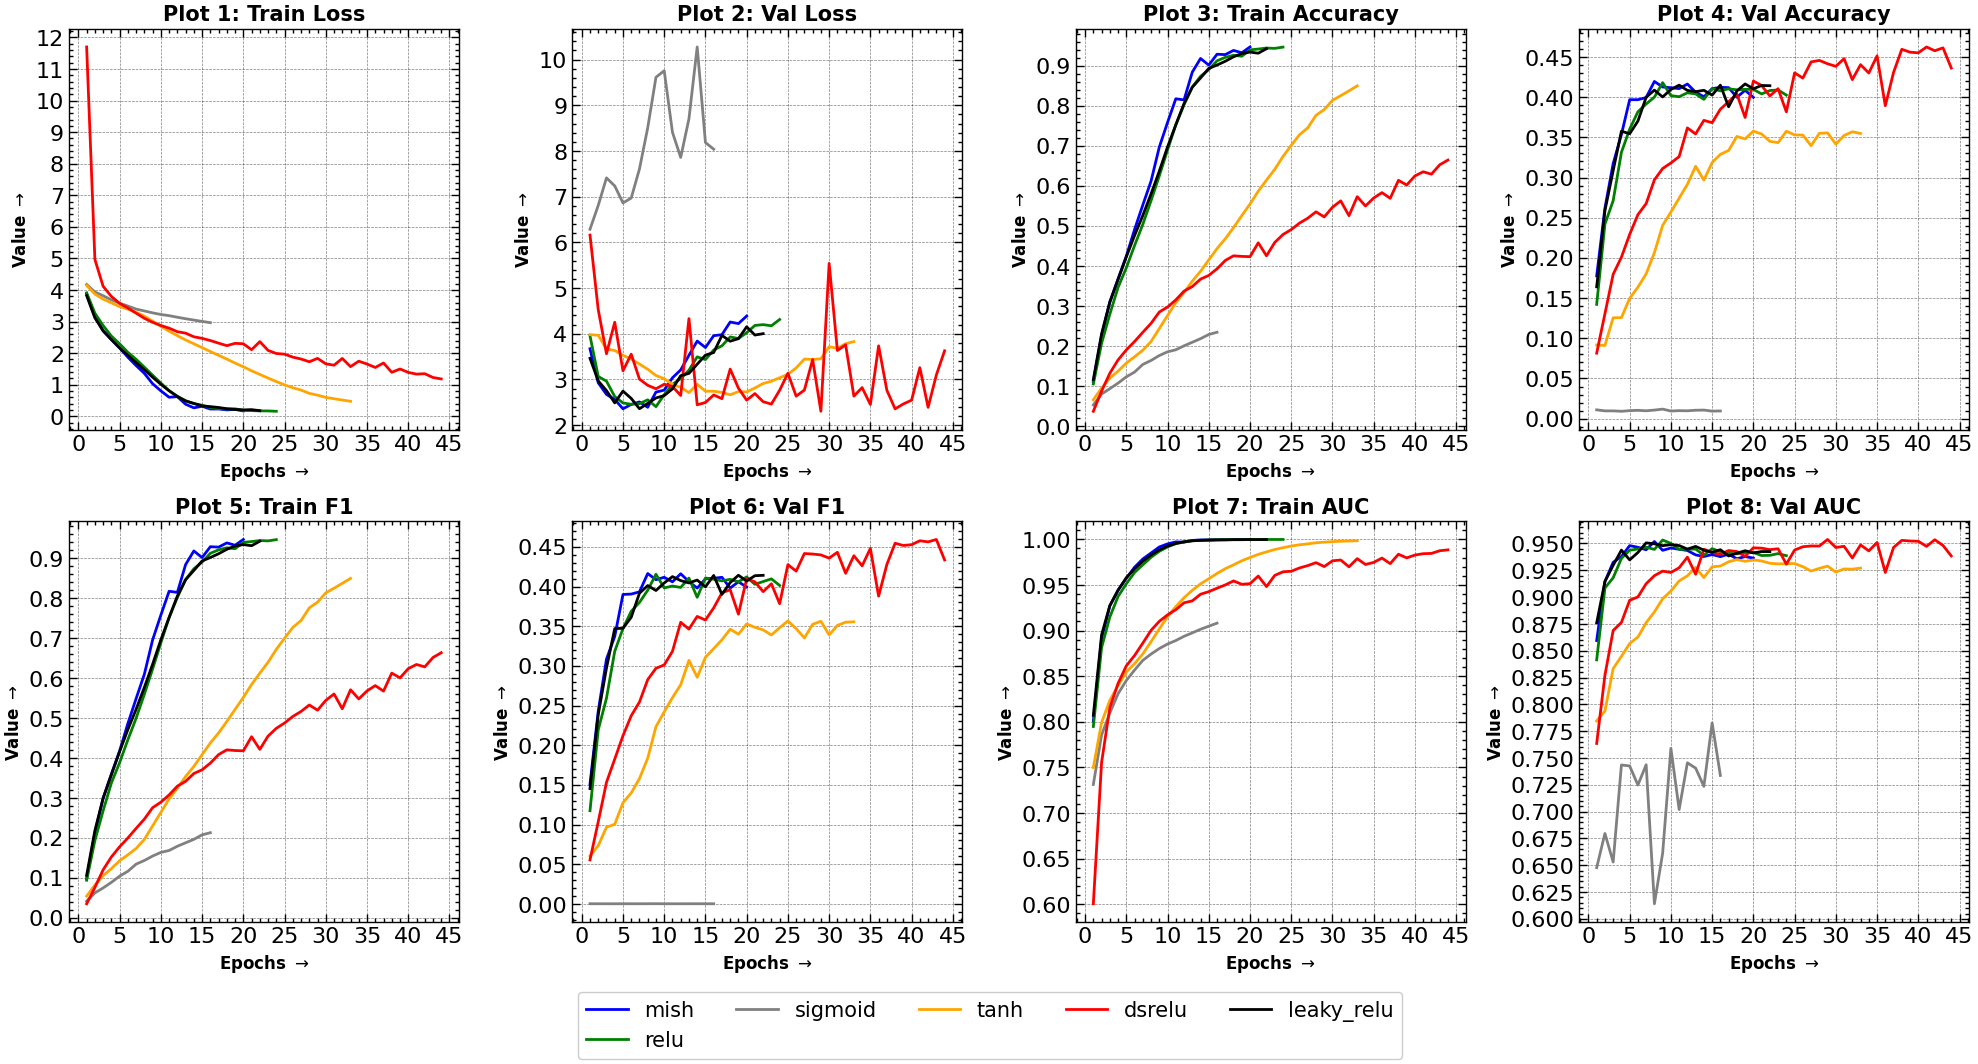 Plot 1: Train Loss
12
11
10
9
8
7
6
5
4
3
2
1
0
Value →
0 5 10 15 20 25 30 35 40 45
Epochs →
Plot 2: Val Loss
10
9
8
7
6
5
4
3
2
Value →
0 5 10 15 20 25 30 35 40 45
Epochs →
Plot 3: Train Accuracy
0.9
0.8
0.7
0.6
0.5
0.4
0.3
0.2
0.1
0.0
Value →
0 5 10 15 20 25 30 35 40 45
Epochs →
Plot 4: Val Accuracy
0.45
0.40
0.35
0.30
0.25
0.20
0.15
0.10
0.05
0.00
Value →
0 5 10 15 20 25 30 35 40 45
Epochs →
Plot 5: Train F1
0.9
0.8
0.7
0.6
0.5
0.4
0.3
0.2
0.1
0.0
Value →
0 5 10 15 20 25 30 35 40 45
Epochs →
Plot 6: Val F1
0.45
0.40
0.35
0.30
0.25
0.20
0.15
0.10
0.05
0.00
Value →
0 5 10 15 20 25 30 35 40 45
Epochs →
Plot 7: Train AUC
1.00
0.95
0.90
0.85
0.80
0.75
0.70
0.65
0.60
Value →
0 5 10 15 20 25 30 35 40 45
Epochs →
Plot 8: Val AUC
0.950
0.925
0.900
0.875
0.850
0.825
0.800
0.775
0.750
0.725
0.700
0.675
0.650
0.625
0.600
Value →
0 5 10 15 20 25 30 35 40 45
Epochs →
mish sigmoid tanh dsrelu leaky_relu
relu